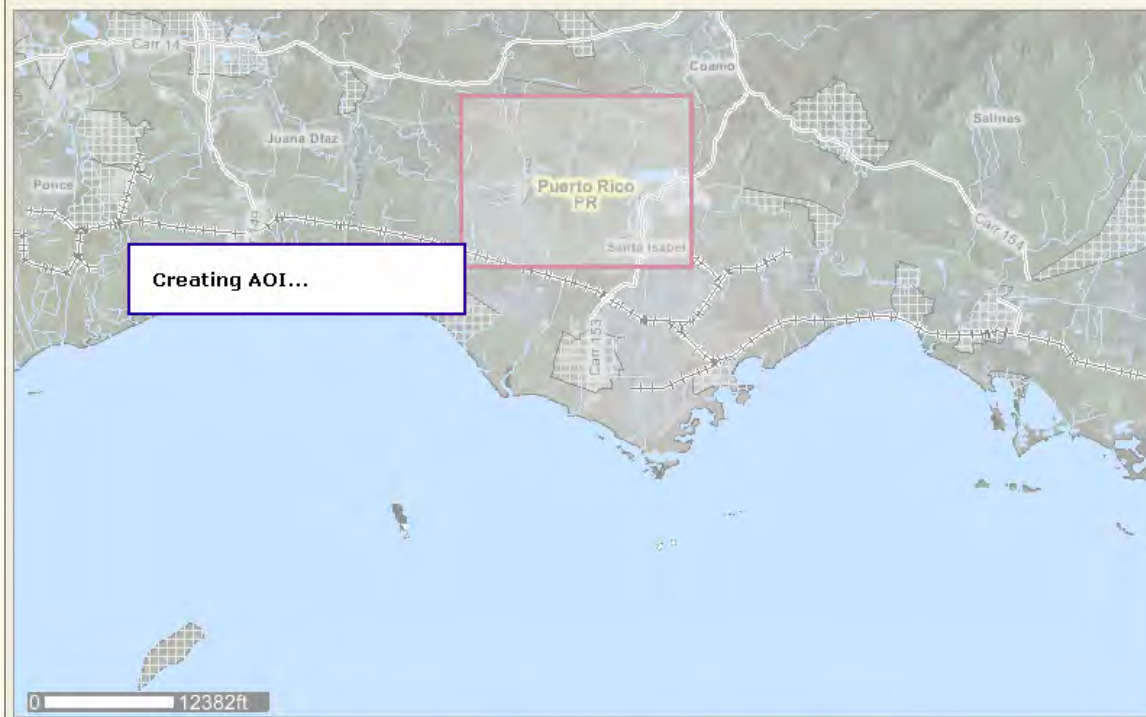 Carr 14
Coamo
Juana Díaz
Salinas
Ponce
Puerto Rico
PR
Santa Isabel
Carr 154
Creating AOI...
Carr 153
0 12382ft